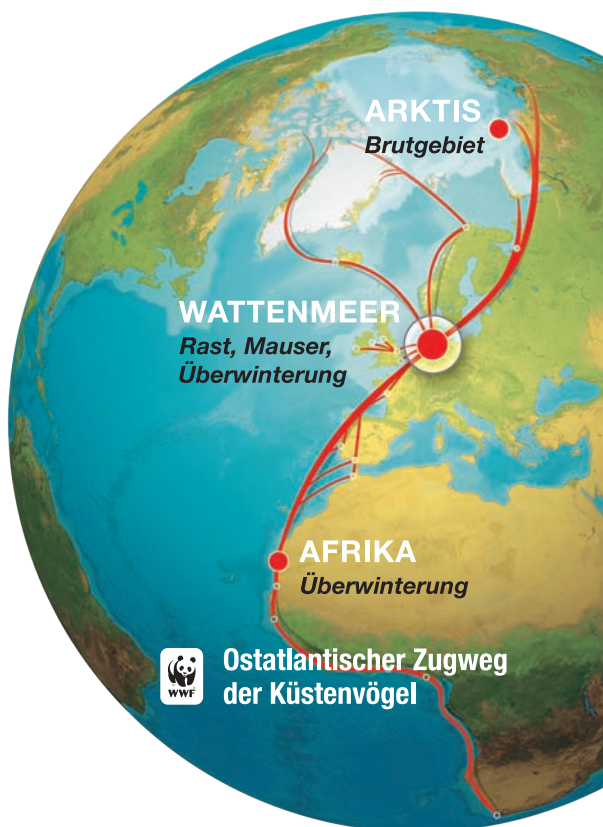 ARKTIS
Brutgebiet
WATTENMEER
Rast, Mauser,
Überwinterung
AFRIKA
Überwinterung
Ostatlantischer Zugweg
der Küstenvögel
WWF